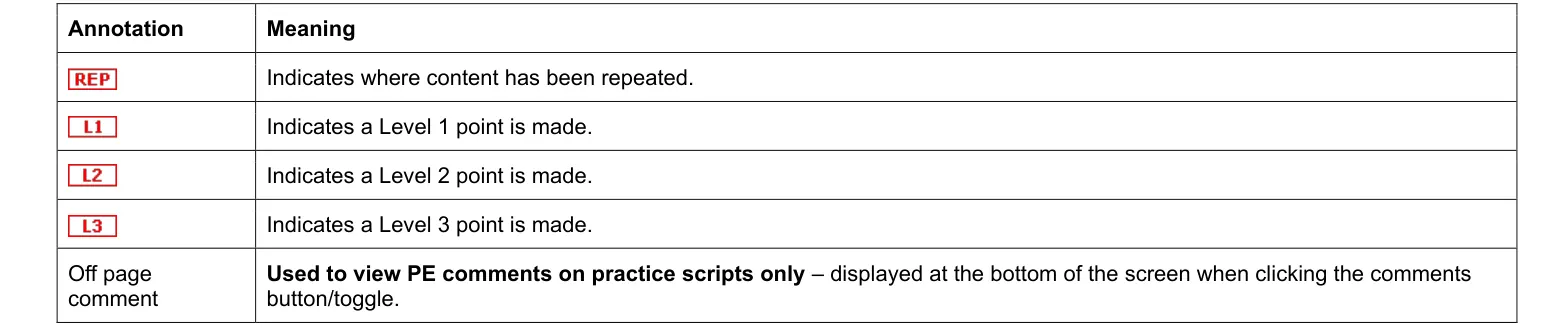 Annotation Meaning
REP Indicates where content has been repeated.
L1 Indicates a Level 1 point is made.
L2 Indicates a Level 2 point is made.
L3 Indicates a Level 3 point is made.
Off page
comment
Used to view PE comments on practice scripts only – displayed at the bottom of the screen when clicking the comments
button/toggle.